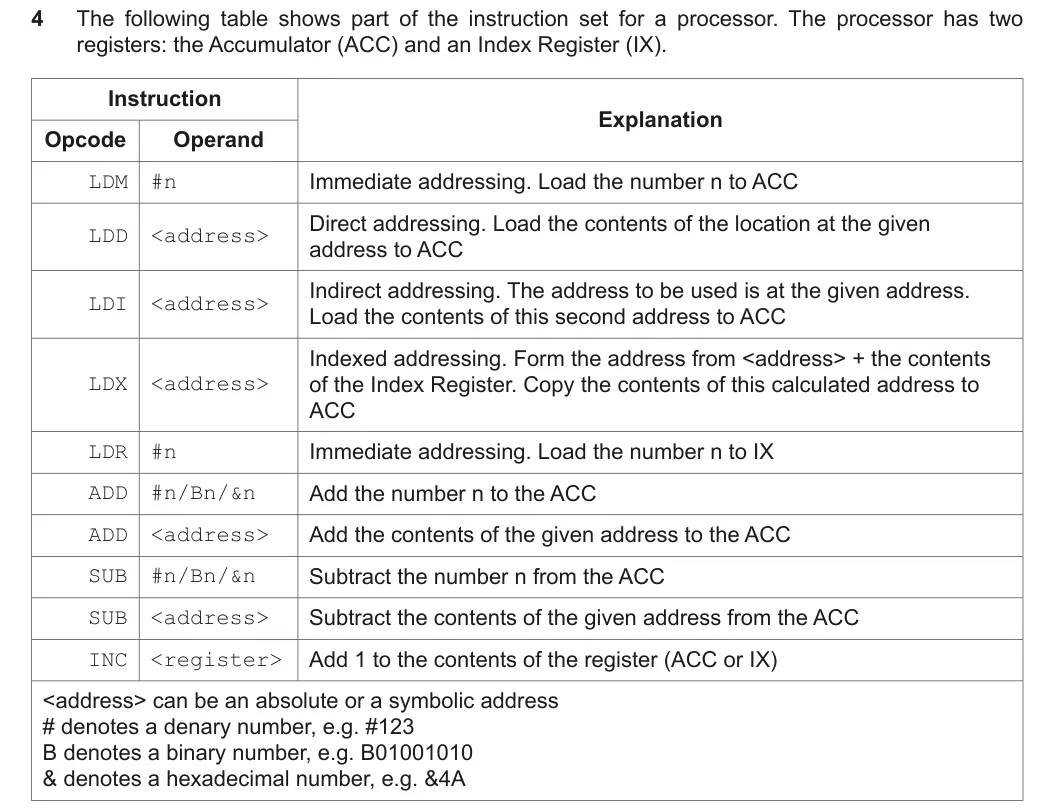 4 The following table shows part of the instruction set for a processor. The processor has two
registers: the Accumulator (ACC) and an Index Register (IX).
Instruction
Explanation
Opcode Operand
LDM #n Immediate addressing. Load the number n to ACC
LDD <address> Direct addressing. Load the contents of the location at the given
address to ACC
LDI <address> Indirect addressing. The address to be used is at the given address.
Load the contents of this second address to ACC
LDX <address> Indexed addressing. Form the address from <address> + the contents
of the Index Register. Copy the contents of this calculated address to
ACC
LDR #n Immediate addressing. Load the number n to IX
ADD #n/Bn/&n Add the number n to the ACC
ADD <address> Add the contents of the given address to the ACC
SUB #n/Bn/&n Subtract the number n from the ACC
SUB <address> Subtract the contents of the given address from the ACC
INC <register> Add 1 to the contents of the register (ACC or IX)
<address> can be an absolute or a symbolic address
# denotes a denary number, e.g. #123
B denotes a binary number, e.g. B01001010
& denotes a hexadecimal number, e.g. &4A